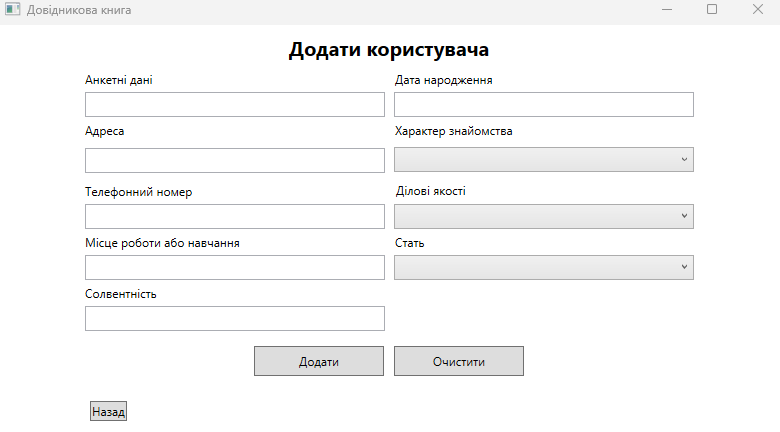 Довідникова книга
Додати користувача
Анкетні дані
Дата народження
Адреса
Характер знайомства
Телефонний номер
Ділові якості
Місце роботи або навчання
Стать
Солвентність
Додати
Очистити
Назад